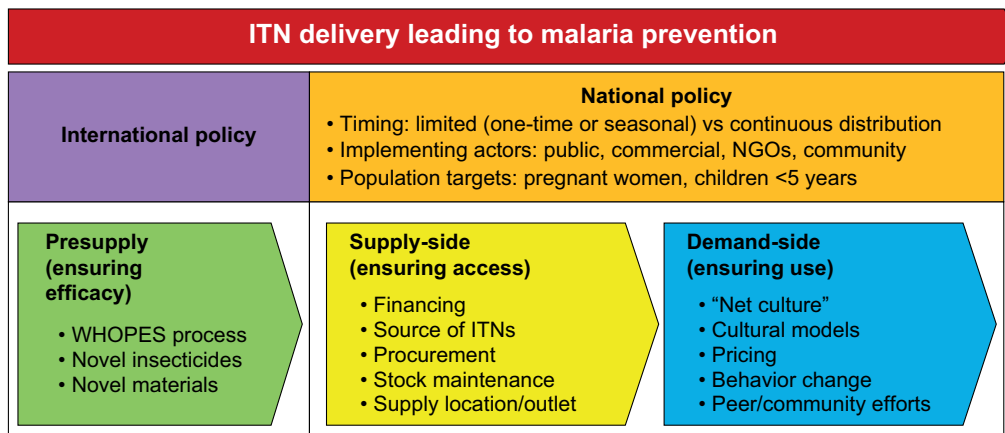 ITN delivery leading to malaria prevention
International policy
National policy
• Timing: limited (one-time or seasonal) vs continuous distribution
• Implementing actors: public, commercial, NGOs, community
• Population targets: pregnant women, children <5 years
Presupply
(ensuring
efficacy)
• WHOPES process
• Novel insecticides
• Novel materials
Supply-side
(ensuring access)
• Financing
• Source of ITNs
• Procurement
• Stock maintenance
• Supply location/outlet
Demand-side
(ensuring use)
• “Net culture”
• Cultural models
• Pricing
• Behavior change
• Peer/community efforts